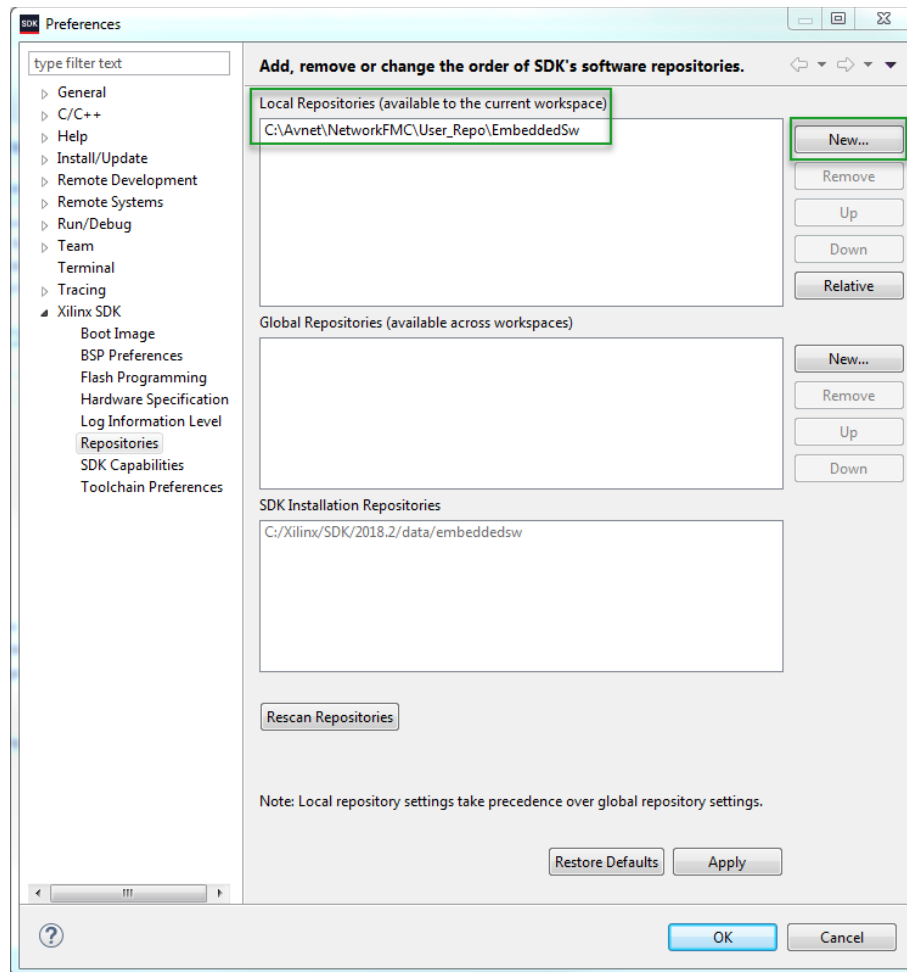 SDK Preferences
type filter text
General
C/C++
Help
Install/Update
Remote Development
Remote Systems
Run/Debug
Team
Terminal
Tracing
Xilinx SDK
Boot Image
BSP Preferences
Flash Programming
Hardware Specification
Log Information Level
Repositories
SDK Capabilities
Toolchain Preferences
Add, remove or change the order of SDK's software repositories.
Local Repositories (available to the current workspace)
C:\Avnet\NetworkFMC\User_Repo\EmbeddedSw
New...
Remove
Up
Down
Relative
Global Repositories (available across workspaces)
New...
Remove
Up
Down
SDK Installation Repositories
C:/Xilinx/SDK/2018.2/data/embeddedsw
Rescan Repositories
Note: Local repository settings take precedence over global repository settings.
Restore Defaults
Apply
?
OK
Cancel